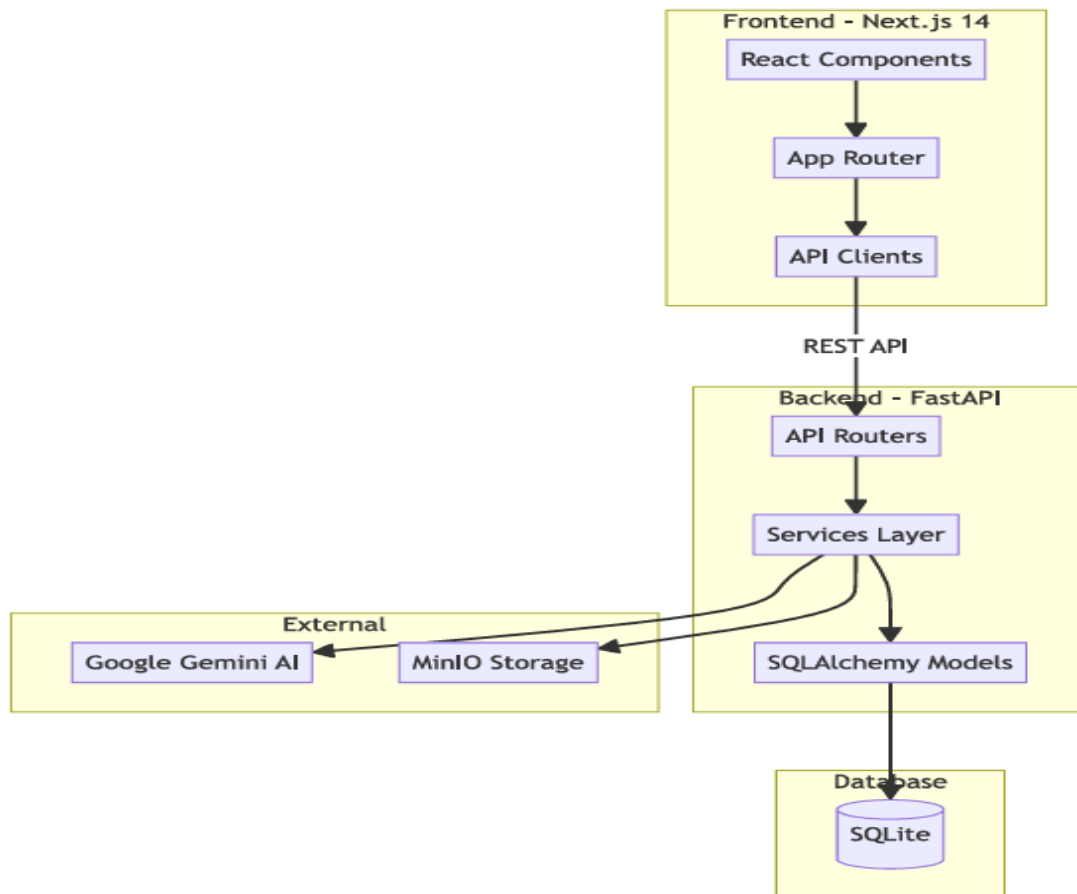 Frontend - Next.js 14
React Components
App Router
API Clients
REST API
Backend - FastAPI
API Routers
Services Layer
External
Google Gemini AI
MinIO Storage
SQLAlchemy Models
Database
SQLite